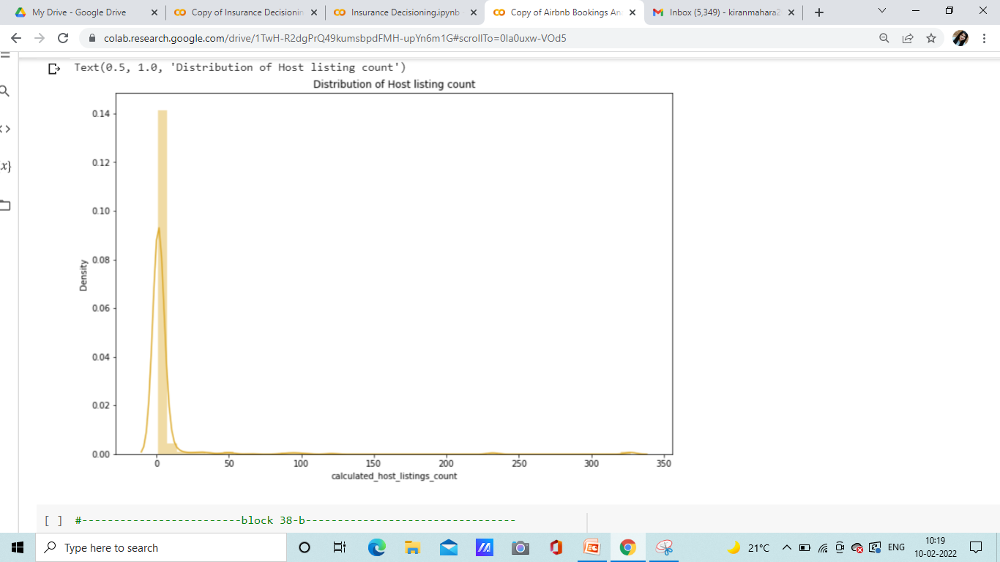 My Drive - Google Drive
Copy of Insurance Decisionin
Insurance Decisioning.ipynb
Copy of Airbnb Bookings An
Inbox (5,349) - kiranmahara2
colab.research.google.com/drive/1TwH-R2dgPrQ49kumsbpdFMH-upYn6m1G#scrollTo=0la0uxw-VOd5
Text(0.5, 1.0, 'Distribution of Host listing count')
Distribution of Host listing count
0.14
0.12
0.10
0.08
0.06
0.04
0.02
0.00
Density
0 50 100 150 200 250 300 350
calculated_host_listings_count
{x}
[ ] #-------------------------block 38-b---------------------------------
Type here to search
21°C
ENG
10:19
10-02-2022